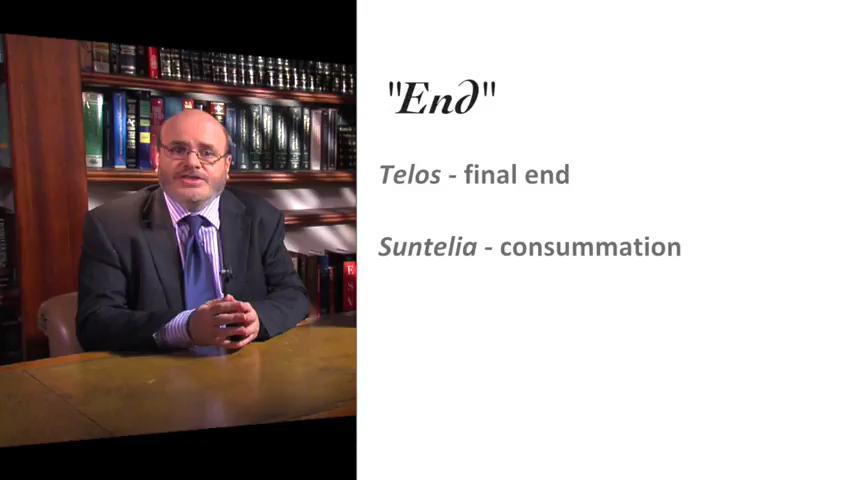 "End"
Telos - final end
Suntelia - consummation